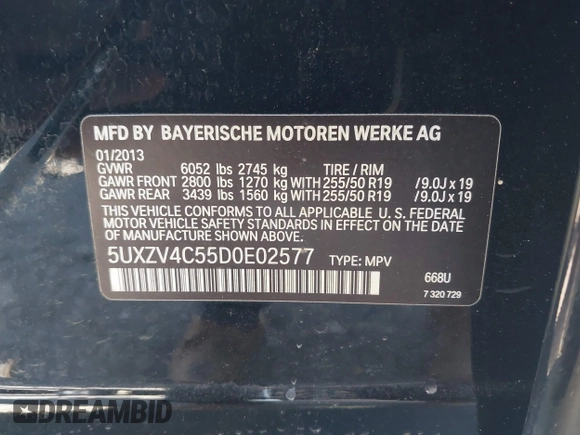 MFD BY BAYERISCHE MOTOREN WERKE AG
01/2013
GVWR 6052 lbs 2745 kg TIRE / RIM
GAWR FRONT 2800 lbs 1270 kg WITH 255/50 R19 /9.0J x 19
GAWR REAR 3439 lbs 1560 kg WITH 255/50 R19 /9.0J x 19
THIS VEHICLE CONFORMS TO ALL APPLICABLE U. S. FEDERAL
MOTOR VEHICLE SAFETY STANDARDS IN EFFECT ON THE
DATE OF MANUFACTURE SHOWN ABOVE.
5UXZV4C55D0E02577 TYPE: MPV
668U
7 320 729
DREAMBID